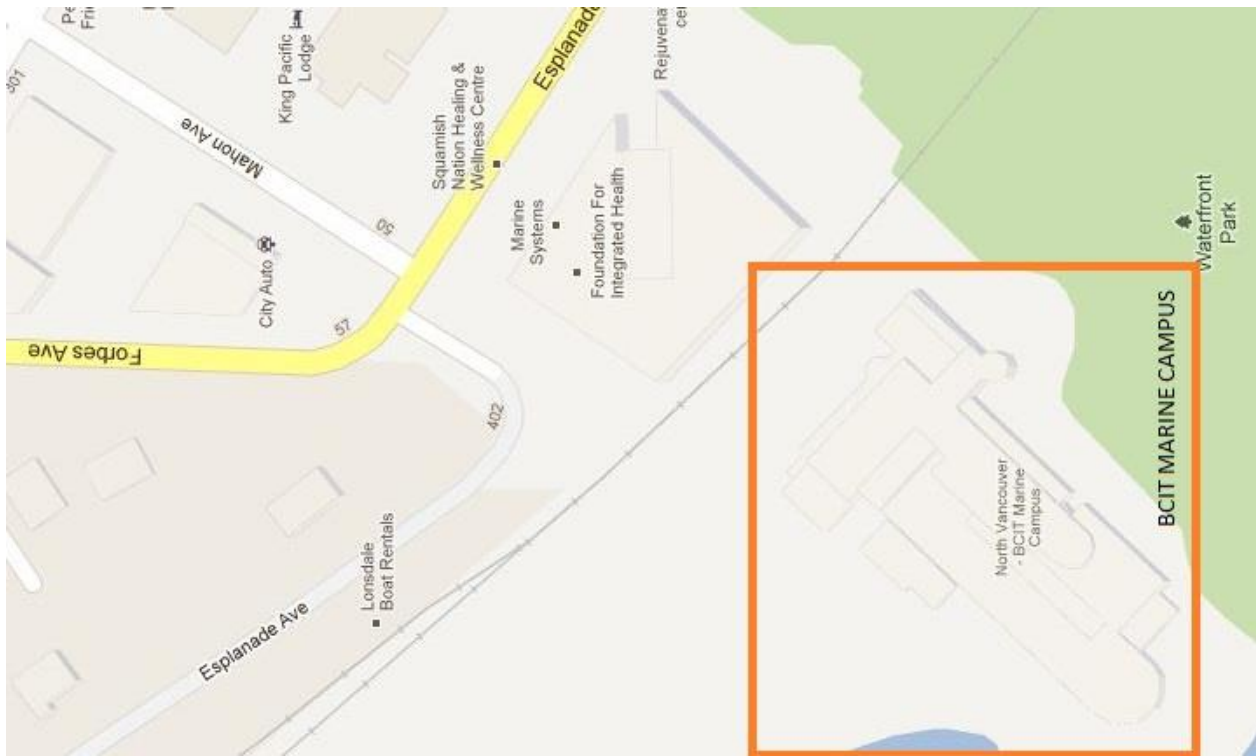 301
Mahon Ave
King Pacific
Lodge
Esplanade
Squamish
Nation Healing &
Wellness Centre
50
City Auto
57
Forbes Ave
Marine
Systems
Foundation For
Integrated Health
402
Lonsdale
Boat Rentals
Esplanade Ave
Waterfront
Park
BCIT MARINE CAMPUS
North Vancouver
- BCIT Marine
Campus